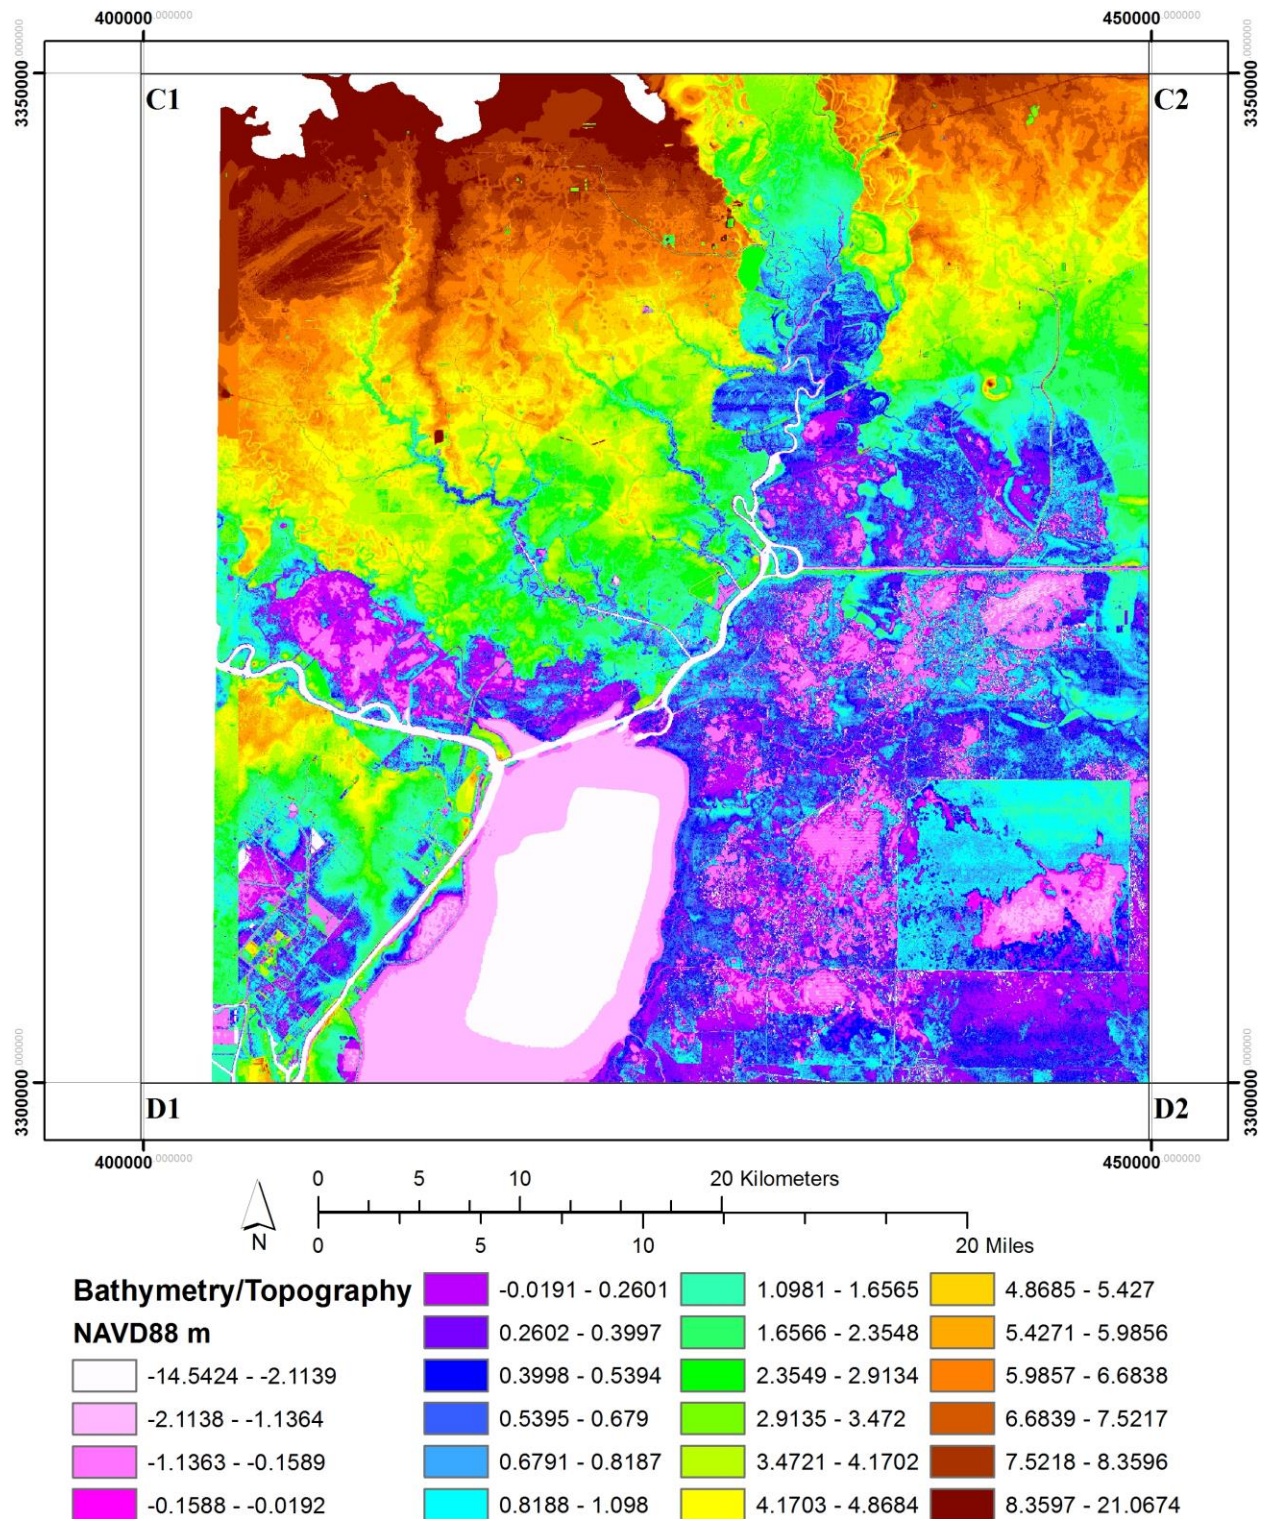 400000.000000 450000.000000
3350000.000000 3350000.000000
C1 C2
3300000.000000 3300000.000000
D1 D2
400000.000000 450000.000000
0 5 10 20 Kilometers
N
0 5 10 20 Miles
Bathymetry/Topography
NAVD88 m
-14.5424 - -2.1139
-2.1138 - -1.1364
-1.1363 - -0.1589
-0.1588 - -0.0192
-0.0191 - 0.2601
0.2602 - 0.3997
0.3998 - 0.5394
0.5395 - 0.679
0.6791 - 0.8187
0.8188 - 1.098
1.0981 - 1.6565
1.6566 - 2.3548
2.3549 - 2.9134
2.9135 - 3.472
3.4721 - 4.1702
4.1703 - 4.8684
4.8685 - 5.427
5.4271 - 5.9856
5.9857 - 6.6838
6.6839 - 7.5217
7.5218 - 8.3596
8.3597 - 21.0674